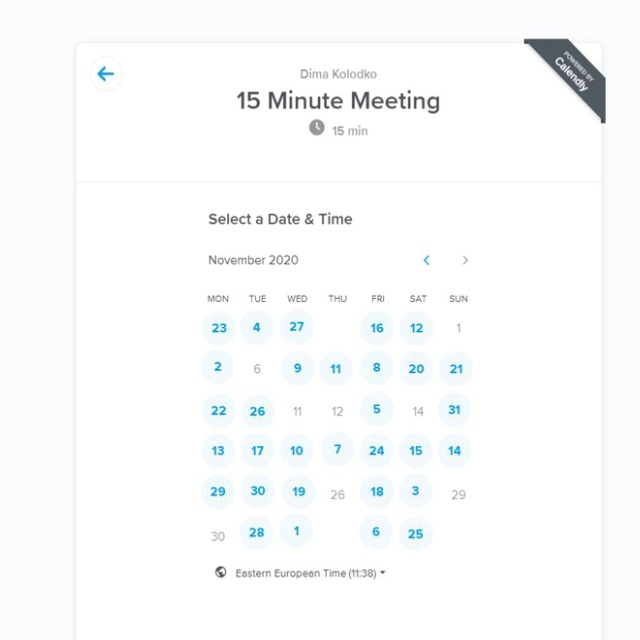 POWERED BY
Calendly
Dima Kolodko
15 Minute Meeting
15 min
Select a Date & Time
November 2020
MON TUE WED THU FRI SAT SUN
23 4 27 16 12 1
2 6 9 11 8 20 21
22 26 11 12 5 14 31
13 17 10 7 24 15 14
29 30 19 26 18 3 29
30 28 1 6 25
Eastern European Time (11:38)